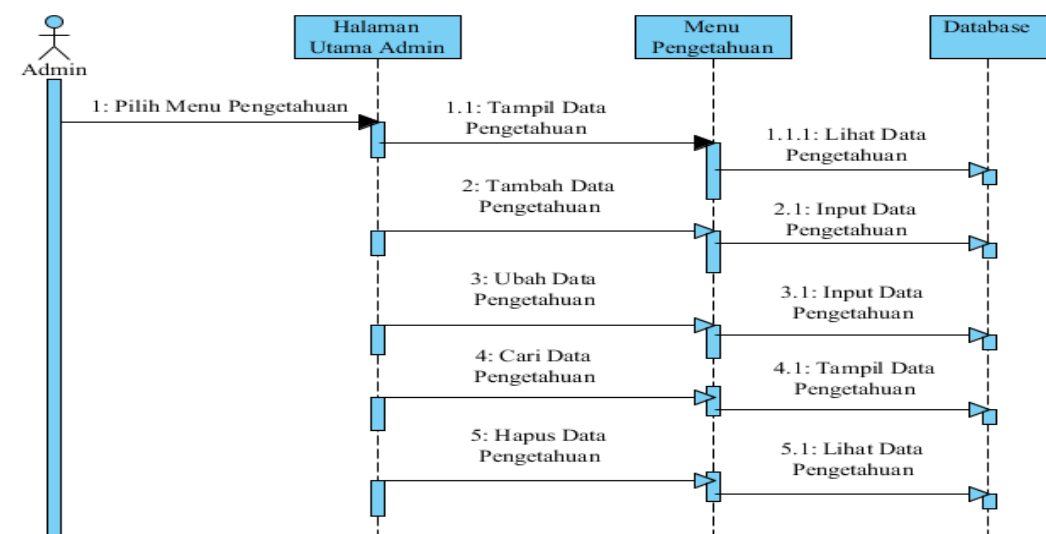 Admin
Halaman
Utama Admin
Menu
Pengetahuan
Database
1: Pilih Menu Pengetahuan
1.1: Tampil Data
Pengetahuan
1.1.1: Lihat Data
Pengetahuan
2: Tambah Data
Pengetahuan
2.1: Input Data
Pengetahuan
3: Ubah Data
Pengetahuan
3.1: Input Data
Pengetahuan
4: Cari Data
Pengetahuan
4.1: Tampil Data
Pengetahuan
5: Hapus Data
Pengetahuan
5.1: Lihat Data
Pengetahuan